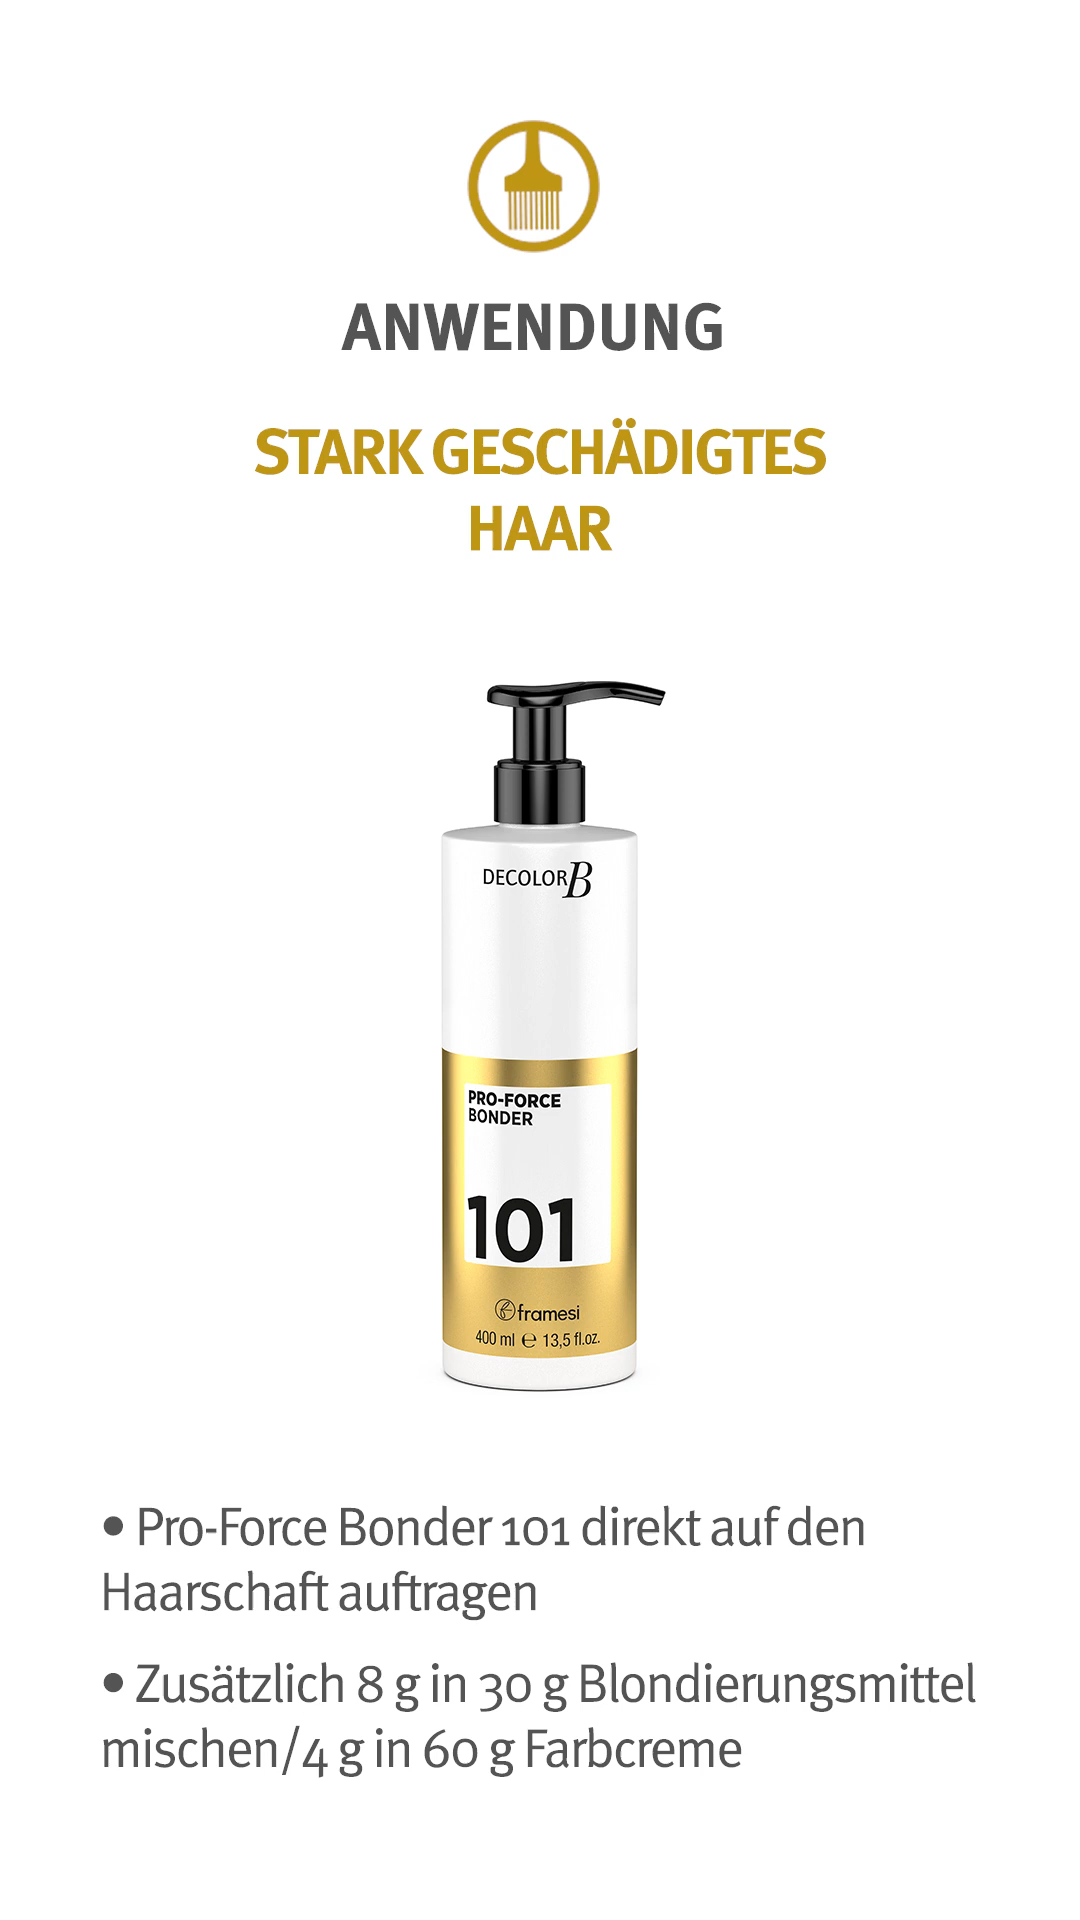 ANWENDUNG
STARK GESCHÄDIGTES
HAAR
DECOLORB
PRO-FORCE
BONDER
101
framesi
400 ml ℮ 13,5 fl.oz.
• Pro-Force Bonder 101 direkt auf den
Haarschaft auftragen
• Zusätzlich 8 g in 30 g Blondierungsmittel
mischen/4 g in 60 g Farbcreme